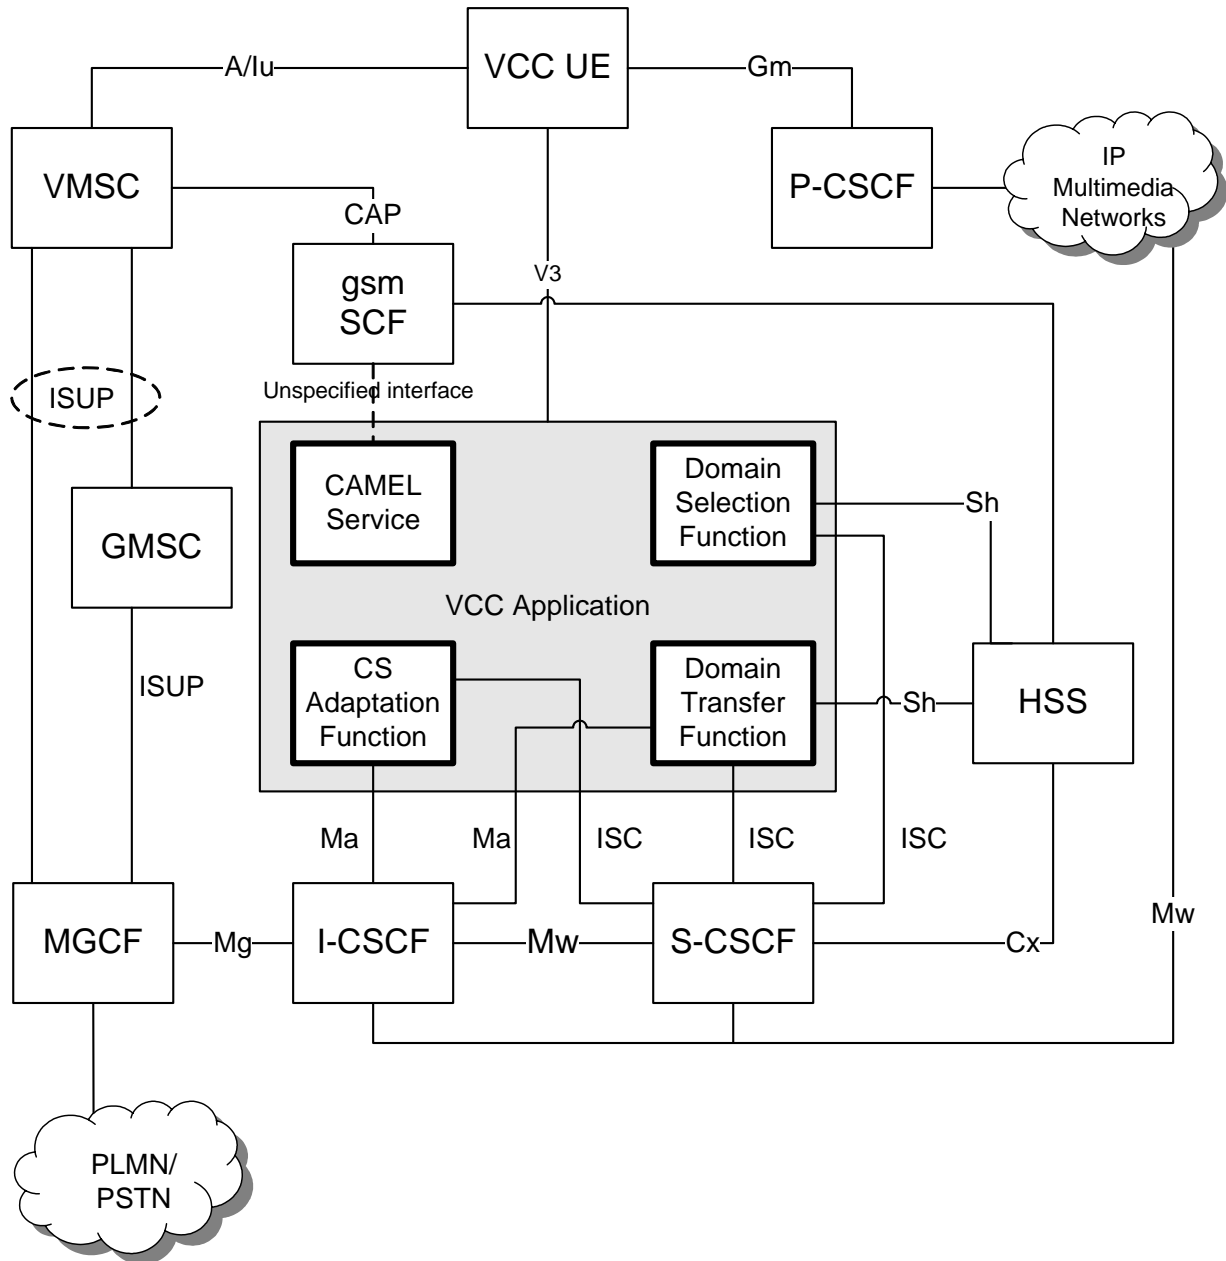 VCC UE
A/Iu
Gm
VMSC
P-CSCF
IP
Multimedia
Networks
CAP
V3
gsm
SCF
ISUP
Unspecified interface
CAMEL
Service
Domain
Selection
Function
Sh
GMSC
VCC Application
ISUP
CS
Adaptation
Function
Domain
Transfer
Function
Sh
HSS
Ma
Ma
ISC
ISC
ISC
Mw
MGCF
Mg
I-CSCF
Mw
S-CSCF
Cx
PLMN/
PSTN